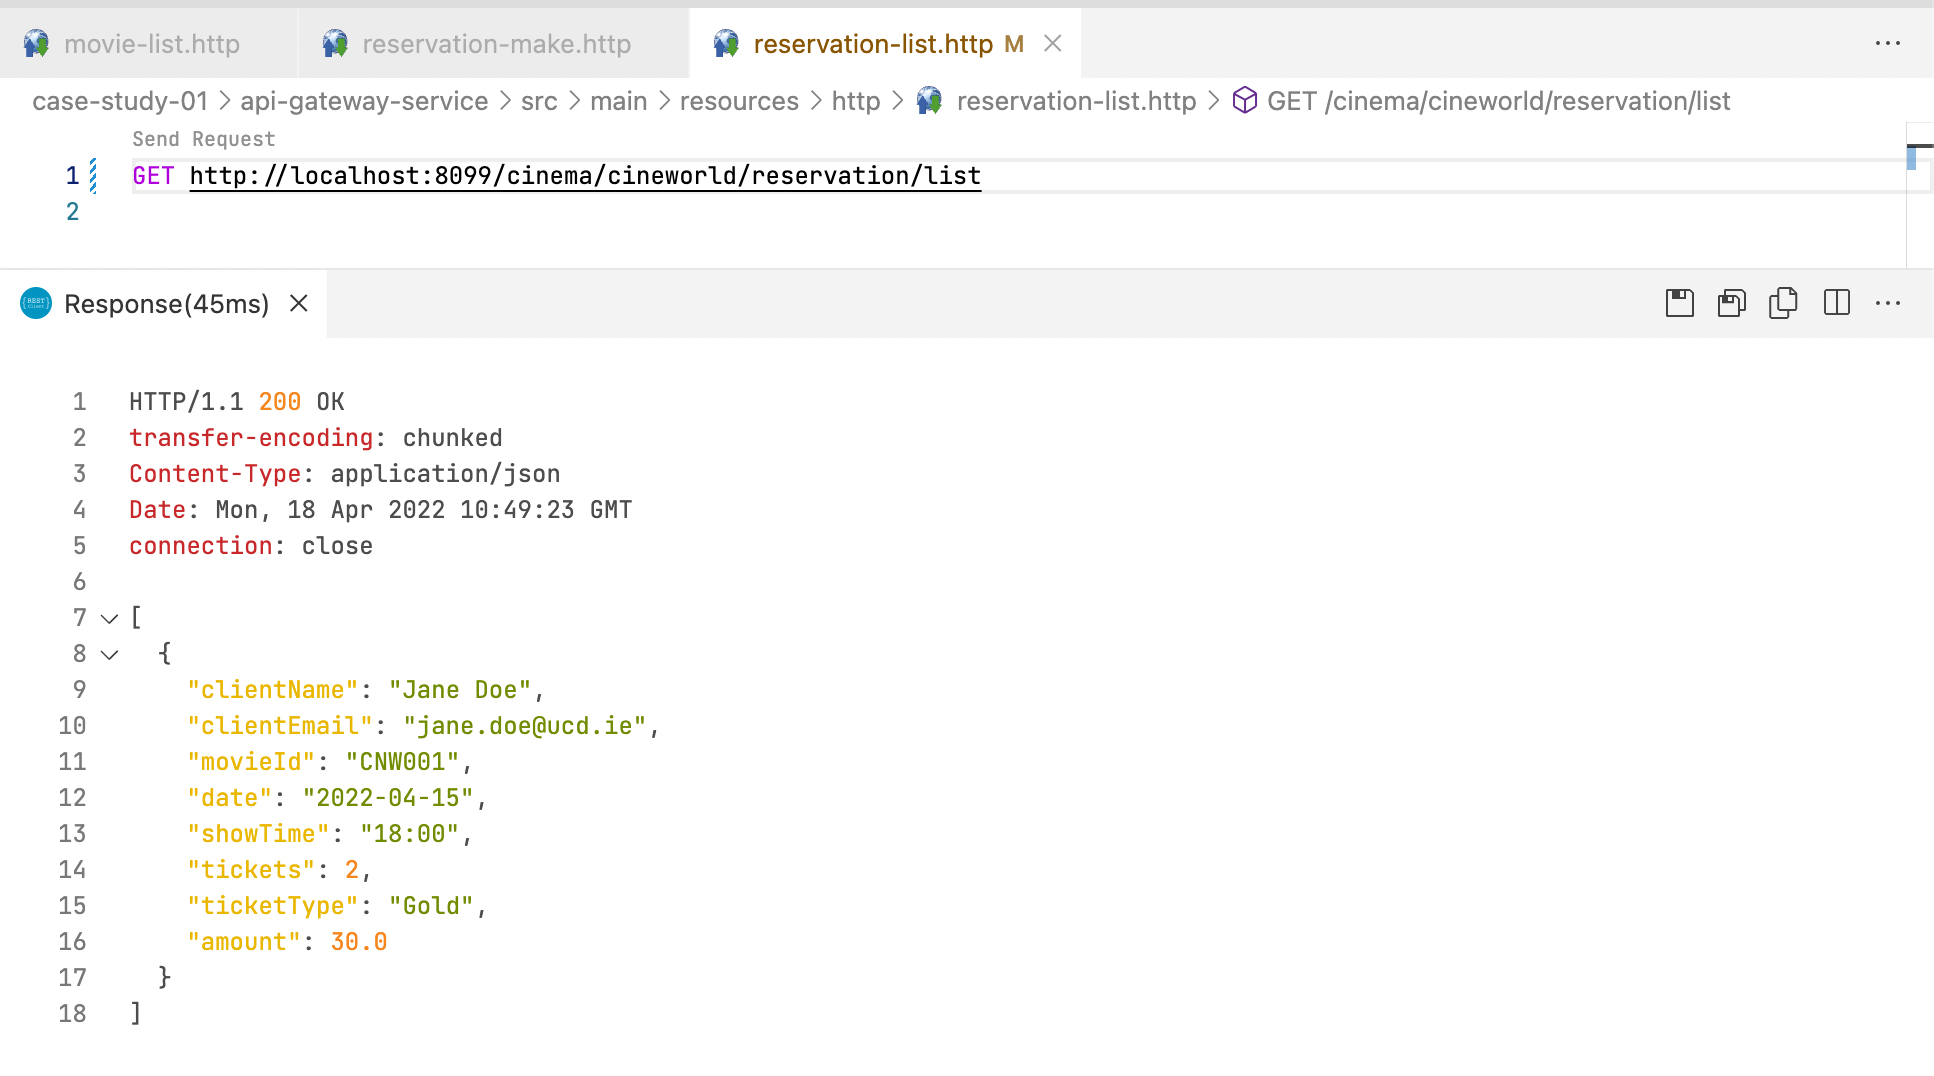 movie-list.http reservation-make.http reservation-list.http M
case-study-01 > api-gateway-service > src > main > resources > http > reservation-list.http > GET /cinema/cineworld/reservation/list
Send Request
1 GET http://localhost:8099/cinema/cineworld/reservation/list
2
REST Client Response(45ms)
1 HTTP/1.1 200 OK
2 transfer-encoding: chunked
3 Content-Type: application/json
4 Date: Mon, 18 Apr 2022 10:49:23 GMT
5 connection: close
6
7 [
8 {
9 "clientName": "Jane Doe",
10 "clientEmail": "jane.doe@ucd.ie",
11 "movieId": "CNW001",
12 "date": "2022-04-15",
13 "showTime": "18:00",
14 "tickets": 2,
15 "ticketType": "Gold",
16 "amount": 30.0
17 }
18 ]